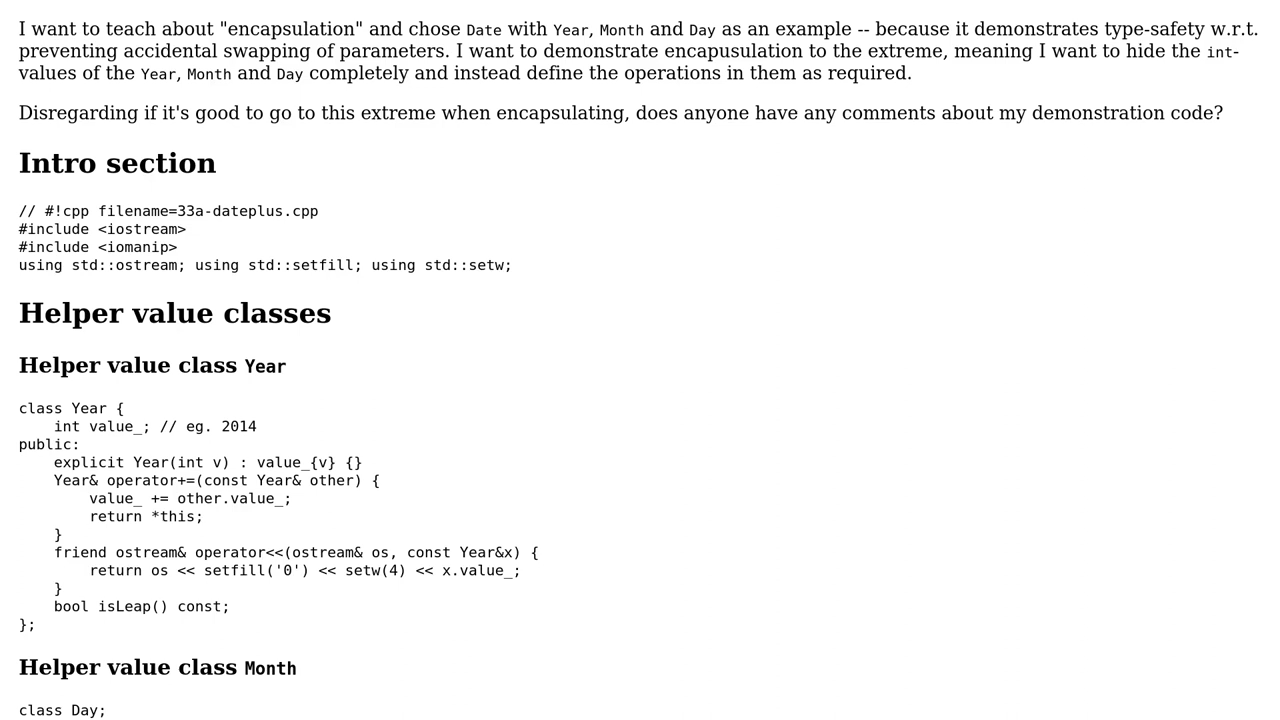 I want to teach about "encapsulation" and chose Date with Year, Month and Day as an example -- because it demonstrates type-safety w.r.t.
preventing accidental swapping of parameters. I want to demonstrate encapusulation to the extreme, meaning I want to hide the int-
values of the Year, Month and Day completely and instead define the operations in them as required.
Disregarding if it's good to go to this extreme when encapsulating, does anyone have any comments about my demonstration code?
Intro section
// #!cpp filename=33a-dateplus.cpp
#include <iostream>
#include <iomanip>
using std::ostream; using std::setfill; using std::setw;
Helper value classes
Helper value class Year
class Year {
    int value_; // eg. 2014
public:
    explicit Year(int v) : value_{v} {}
    Year& operator+=(const Year& other) {
        value_ += other.value_;
        return *this;
    }
    friend ostream& operator<<(ostream& os, const Year&x) {
        return os << setfill('0') << setw(4) << x.value_;
    }
    bool isLeap() const;
};
Helper value class Month
class Day;